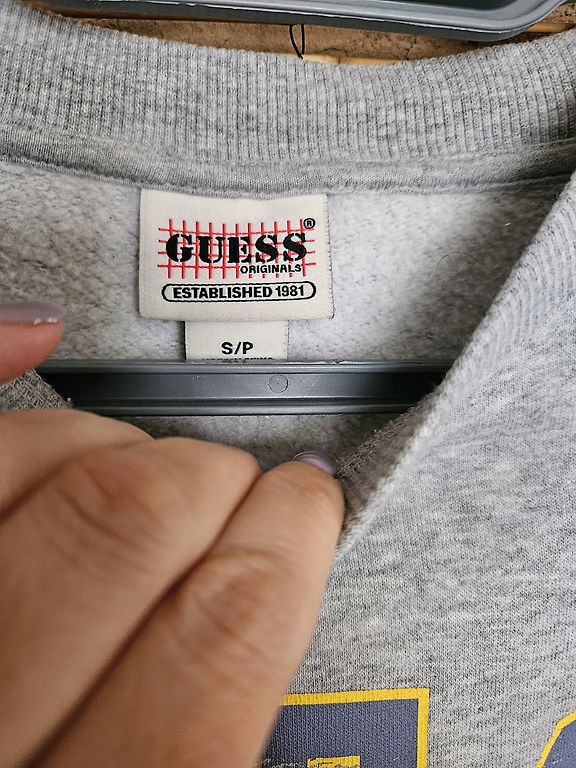 GUESS®
ORIGINALS
ESTABLISHED 1981
S/P